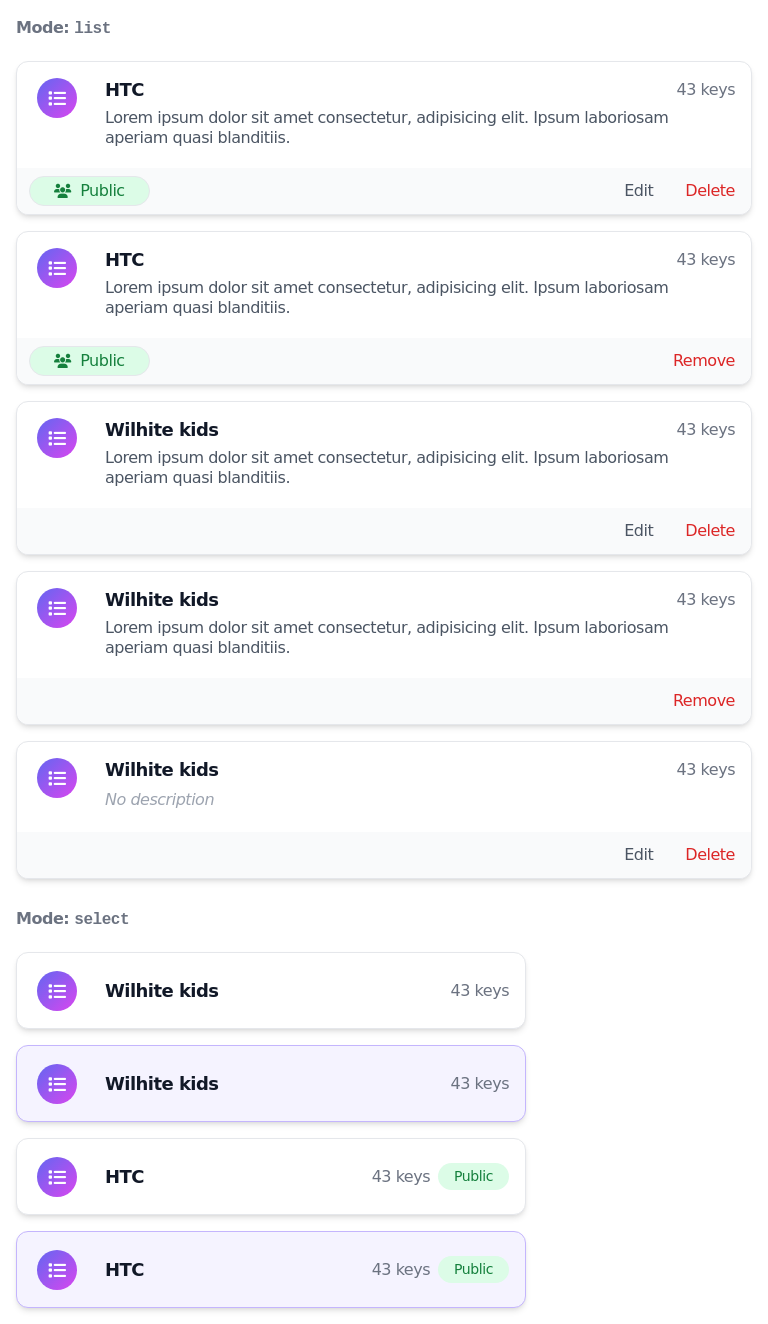 Mode: list
HTC 43 keys
Lorem ipsum dolor sit amet consectetur, adipisicing elit. Ipsum laboriosam
aperiam quasi blanditiis.
Public Edit Delete
HTC 43 keys
Lorem ipsum dolor sit amet consectetur, adipisicing elit. Ipsum laboriosam
aperiam quasi blanditiis.
Public Remove
Wilhite kids 43 keys
Lorem ipsum dolor sit amet consectetur, adipisicing elit. Ipsum laboriosam
aperiam quasi blanditiis.
Edit Delete
Wilhite kids 43 keys
Lorem ipsum dolor sit amet consectetur, adipisicing elit. Ipsum laboriosam
aperiam quasi blanditiis.
Remove
Wilhite kids 43 keys
No description
Edit Delete
Mode: select
Wilhite kids 43 keys
Wilhite kids 43 keys
HTC 43 keys Public
HTC 43 keys Public